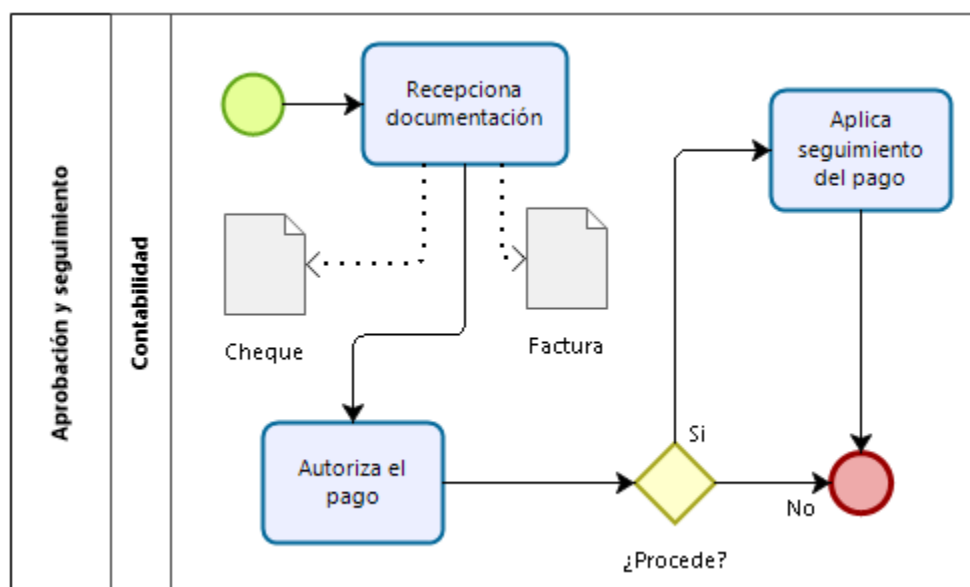 Aprobación y seguimiento
Contabilidad
Recepciona
documentación
Cheque
Factura
Autoriza el
pago
¿Procede?
Si
No
Aplica
seguimiento
del pago